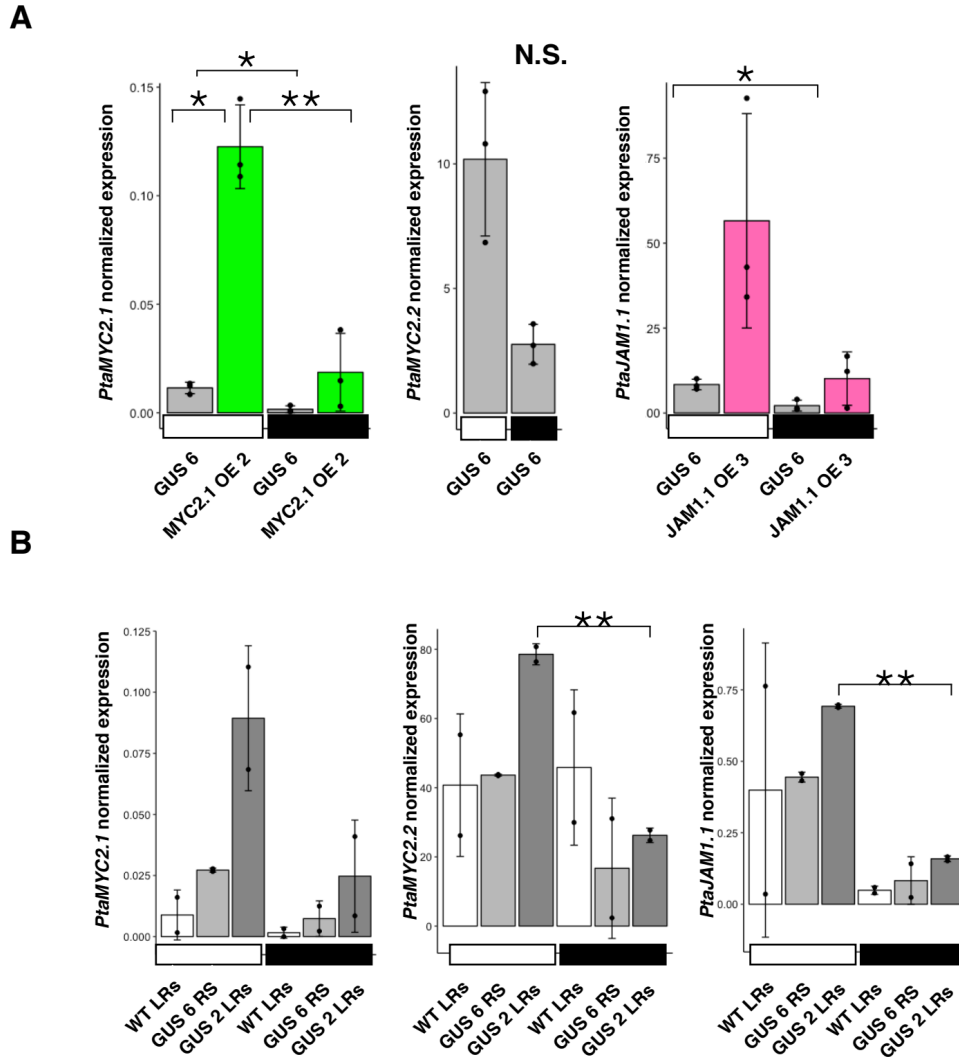 A
N.S.
* * **
*
PtaMYC2.1 normalized expression
0.15
0.10
0.05
0.00
GUS 6
MYC2.1 OE 2
GUS 6
MYC2.1 OE 2
PtaMYC2.2 normalized expression
10
5
0
GUS 6
GUS 6
PtaJAM1.1 normalized expression
75
50
25
00
GUS 6
JAM1.1 OE 3
GUS 6
JAM1.1 OE 3
B
PtaMYC2.1 normalized expression
0.125
0.100
0.075
0.050
0.025
0.000
WT LRs
GUS 6 RS
GUS 2 LRs
WT LRs
GUS 6 RS
GUS 2 LRs
PtaMYC2.2 normalized expression
**
80
60
40
20
0
WT LRs
GUS 6 RS
GUS 2 LRs
WT LRs
GUS 6 RS
GUS 2 LRs
PtaJAM1.1 normalized expression
**
0.75
0.50
0.25
0.00
WT LRs
GUS 6 RS
GUS 2 LRs
WT LRs
GUS 6 RS
GUS 2 LRs